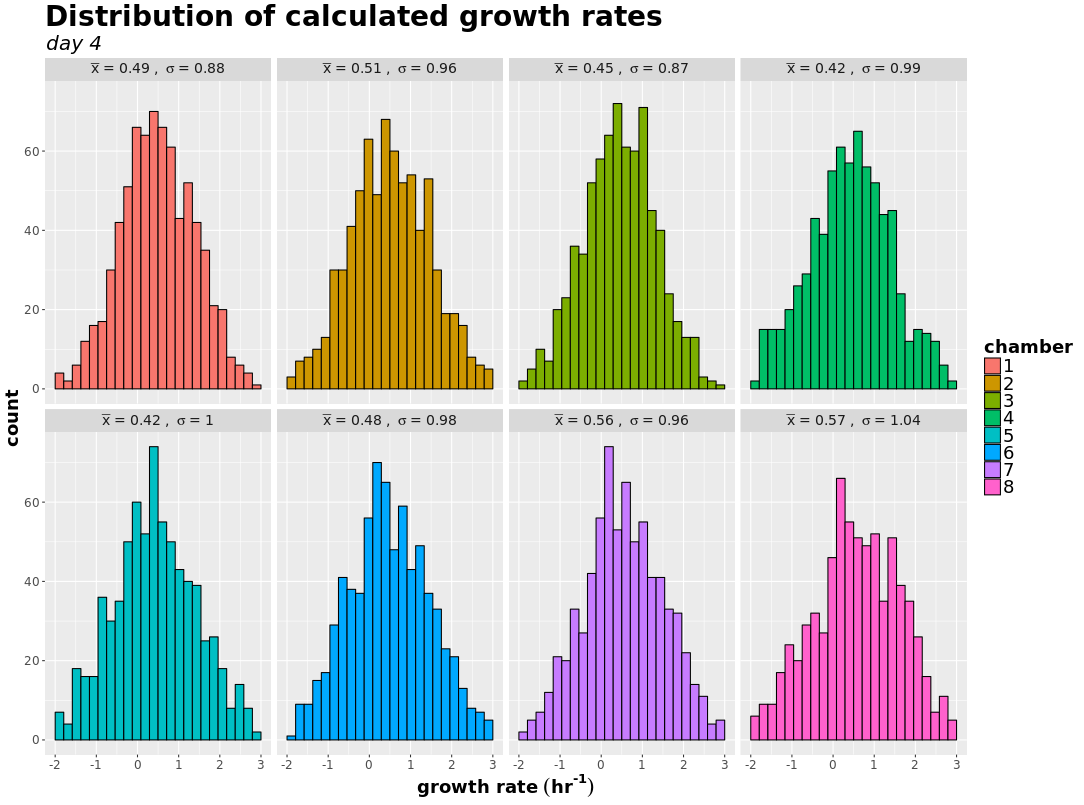 Distribution of calculated growth rates
day 4
x̅ = 0.49 , σ = 0.88
x̅ = 0.51 , σ = 0.96
x̅ = 0.45 , σ = 0.87
x̅ = 0.42 , σ = 0.99
60
40
20
0
x̅ = 0.42 , σ = 1
x̅ = 0.48 , σ = 0.98
x̅ = 0.56 , σ = 0.96
x̅ = 0.57 , σ = 1.04
60
40
20
0
-2 -1 0 1 2 3
-2 -1 0 1 2 3
-2 -1 0 1 2 3
-2 -1 0 1 2 3
count
growth rate (hr⁻¹)
chamber
1
2
3
4
5
6
7
8